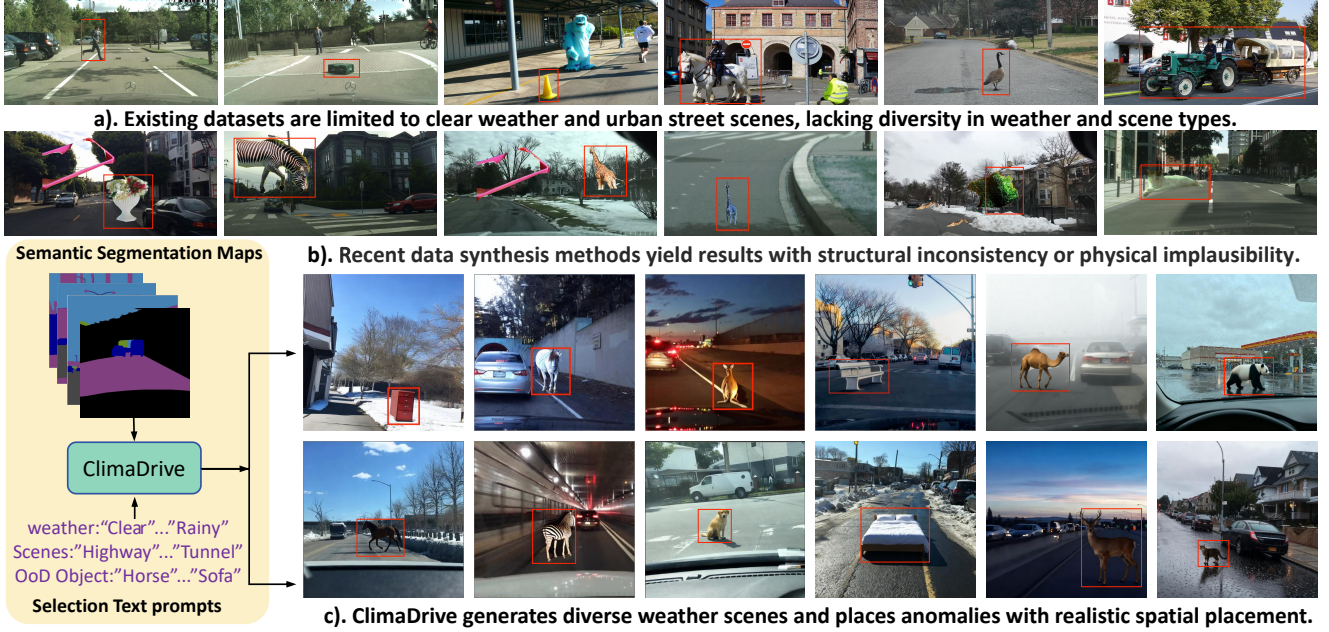 a). Existing datasets are limited to clear weather and urban street scenes, lacking diversity in weather and scene types.
b). Recent data synthesis methods yield results with structural inconsistency or physical implausibility.
Semantic Segmentation Maps
ClimaDrive
weather:“Clear”...”Rainy”
Scenes:”Highway”...”Tunnel”
OoD Object:”Horse”...”Sofa”
Selection Text prompts
c). ClimaDrive generates diverse weather scenes and places anomalies with realistic spatial placement.